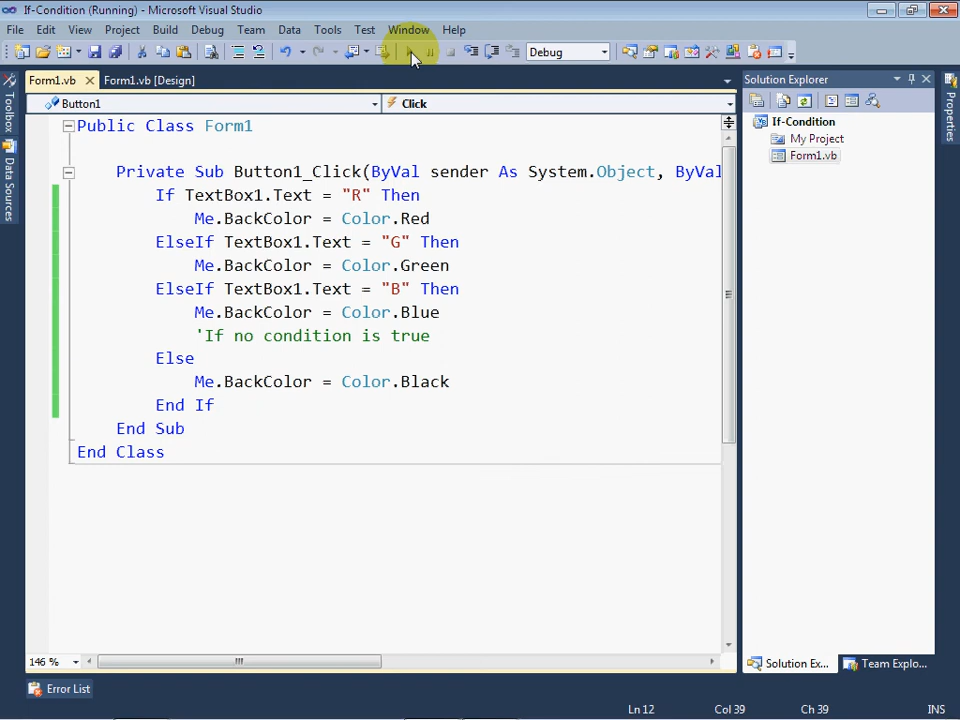 If-Condition (Running) - Microsoft Visual Studio
File Edit View Project Build Debug Team Data Tools Test Window Help
Debug
Form1.vb Form1.vb [Design]
Button1 Click
Public Class Form1
Private Sub Button1_Click(ByVal sender As System.Object, ByVal
If TextBox1.Text = "R" Then
Me.BackColor = Color.Red
ElseIf TextBox1.Text = "G" Then
Me.BackColor = Color.Green
ElseIf TextBox1.Text = "B" Then
Me.BackColor = Color.Blue
'If no condition is true
Else
Me.BackColor = Color.Black
End If
End Sub
End Class
146 %
Toolbox
Data Sources
Solution Explorer
If-Condition
My Project
Form1.vb
Solution Ex... Team Explo...
Properties
Error List
Ln 12 Col 39 Ch 39 INS